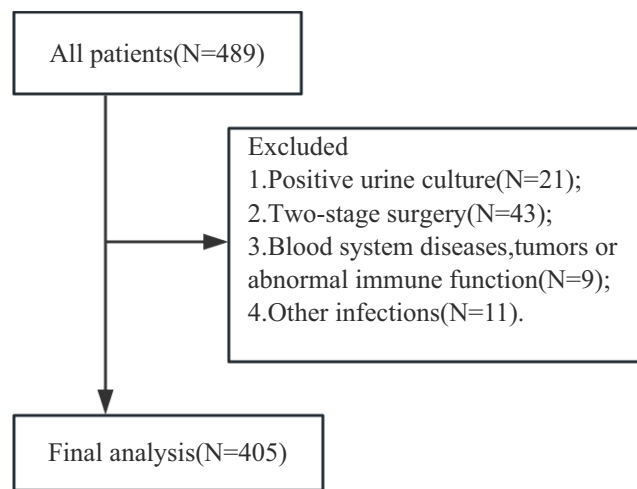 All patients(N=489)
Excluded
1.Positive urine culture(N=21);
2.Two-stage surgery(N=43);
3.Blood system diseases,tumors or
abnormal immune function(N=9);
4.Other infections(N=11).
Final analysis(N=405)